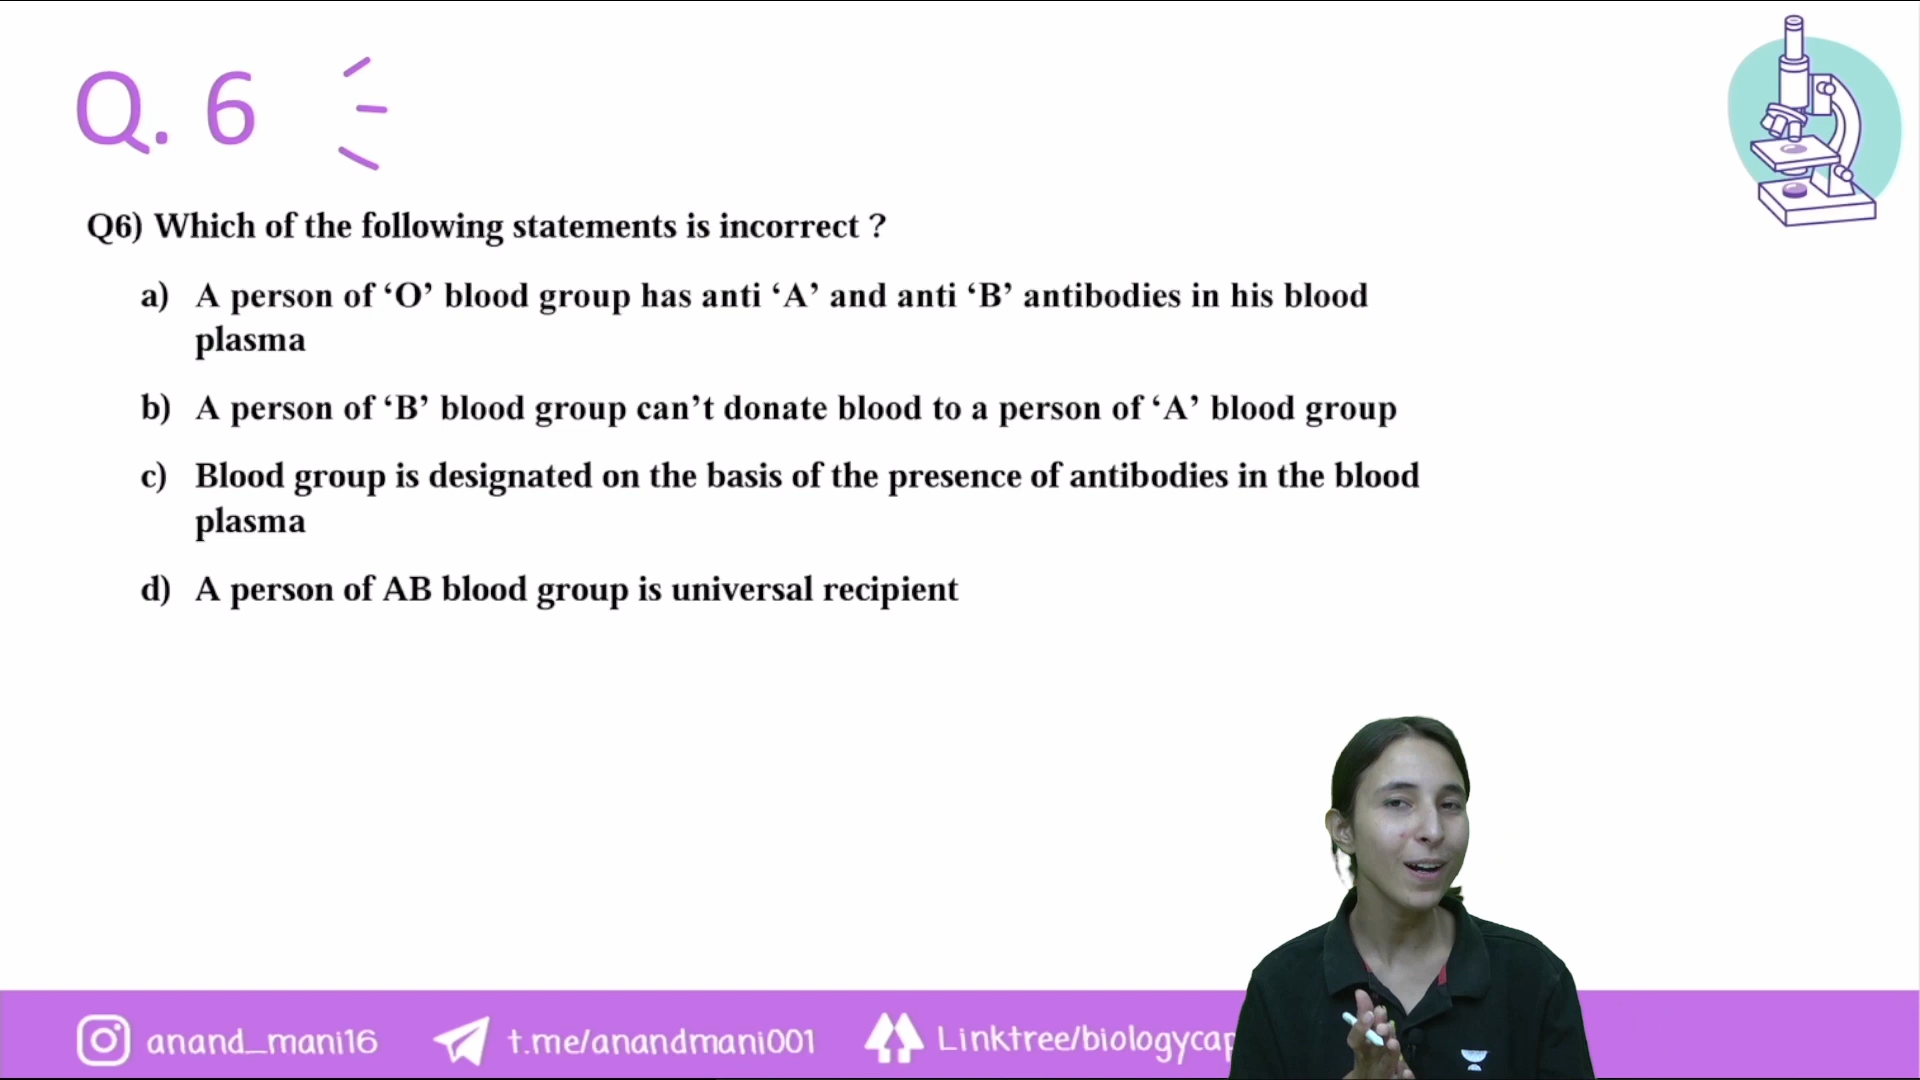 Q. 6
Q6) Which of the following statements is incorrect ?
a) A person of ‘O’ blood group has anti ‘A’ and anti ‘B’ antibodies in his blood
plasma
b) A person of ‘B’ blood group can’t donate blood to a person of ‘A’ blood group
c) Blood group is designated on the basis of the presence of antibodies in the blood
plasma
d) A person of AB blood group is universal recipient
anand_mani16 t.me/anandmani001 Linktree/biologycap